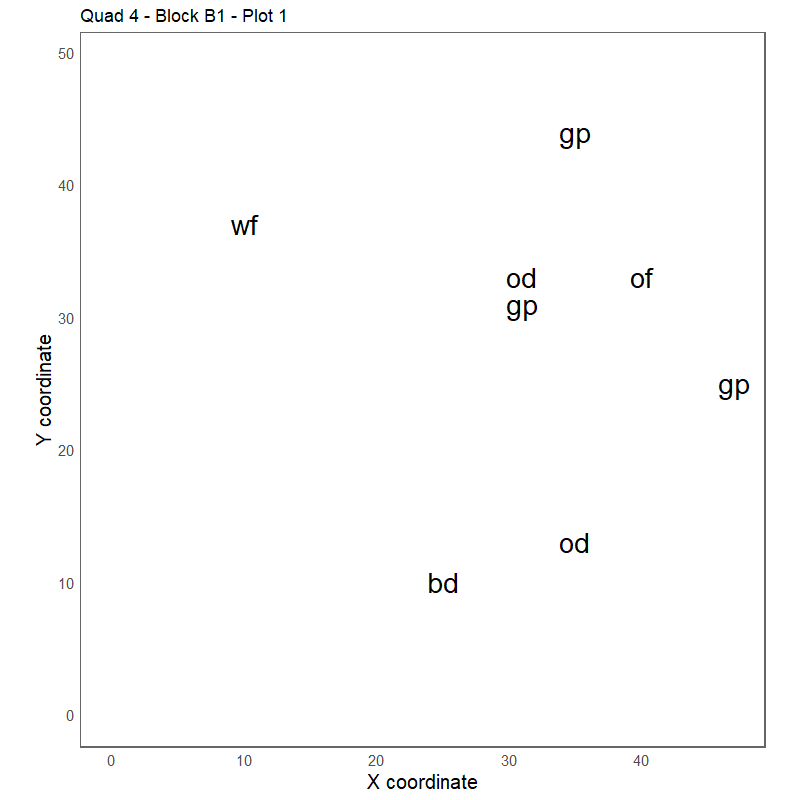 Quad 4 - Block B1 - Plot 1
50
gp
40
wf
od of
gp
30
gp
20
od
bd
10
0
0 10 20 30 40
X coordinate
Y coordinate